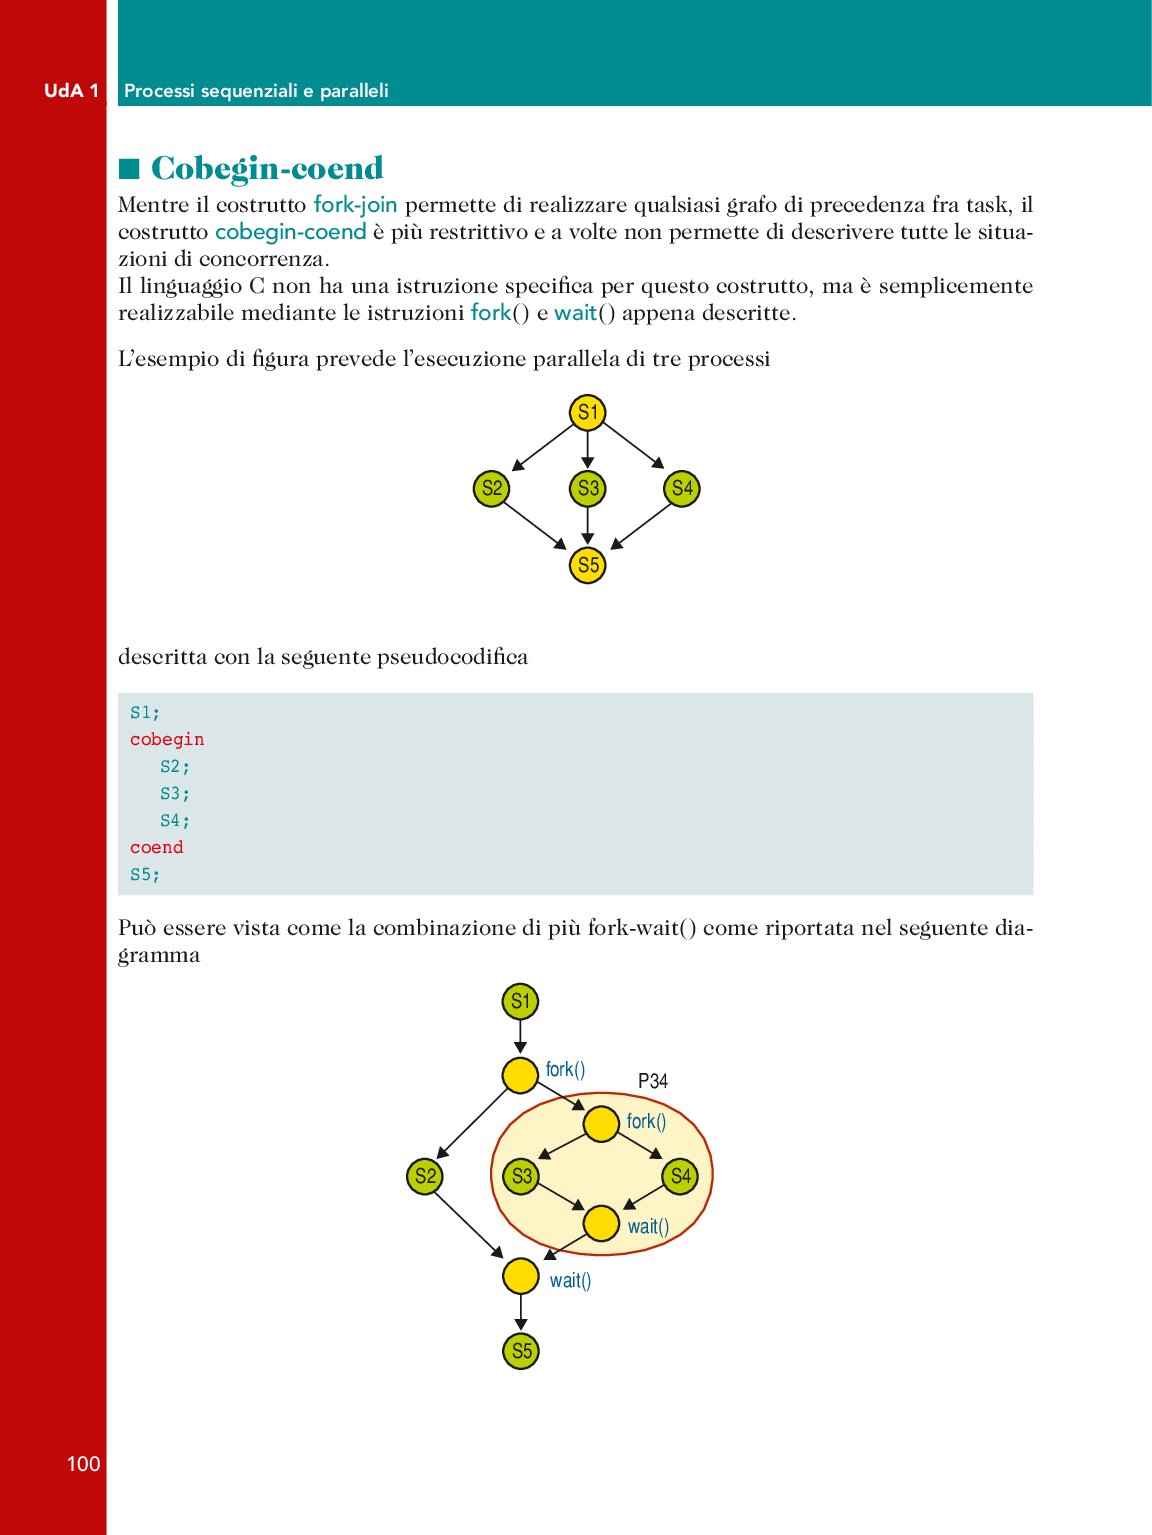 UdA 1 Processi sequenziali e paralleli
■ Cobegin-coend
Mentre il costrutto fork-join permette di realizzare qualsiasi grafo di precedenza fra task, il
costrutto cobegin-coend è più restrittivo e a volte non permette di descrivere tutte le situa-
zioni di concorrenza.
Il linguaggio C non ha una istruzione specifica per questo costrutto, ma è semplicemente
realizzabile mediante le istruzioni fork() e wait() appena descritte.
L’esempio di figura prevede l’esecuzione parallela di tre processi
S1
S2 S3 S4
S5
descritta con la seguente pseudocodifica
S1;
cobegin
S2;
S3;
S4;
coend
S5;
Può essere vista come la combinazione di più fork-wait() come riportata nel seguente dia-
gramma
S1
fork()
P34
fork()
S2 S3 S4
wait()
wait()
S5
100